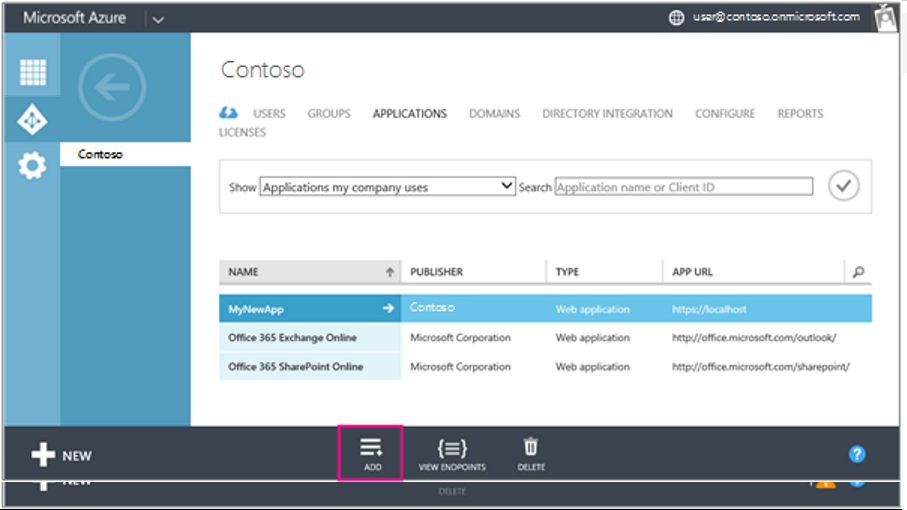 Microsoft Azure
user@contoso.onmicrosoft.com
Contoso
Contoso
USERS GROUPS APPLICATIONS DOMAINS DIRECTORY INTEGRATION CONFIGURE REPORTS
LICENSES
Show Applications my company uses Search Application name or Client ID
NAME PUBLISHER TYPE APP URL
MyNewApp Contoso Web application https://localhost
Office 365 Exchange Online Microsoft Corporation Web application http://office.microsoft.com/outlook/
Office 365 SharePoint Online Microsoft Corporation Web application http://office.microsoft.com/sharepoint/
NEW
ADD VIEW ENDPOINTS DELETE ?
NEW
DELETE